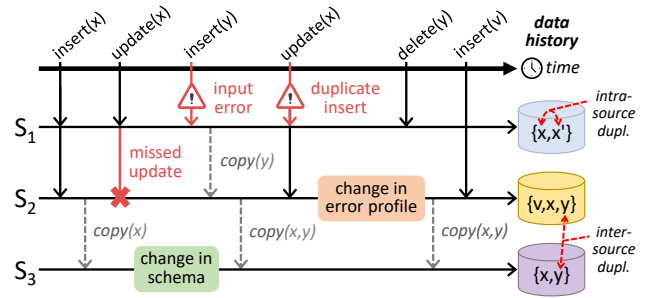 insert(x)
update(x)
insert(y)
update(x)
delete(y)
insert(v)
data
history
time
input
error
duplicate
insert
intra-
source
dupl.
S1
{x,x'}
missed
update
copy(y)
S2
change in
error profile
{v,x,y}
copy(x)
copy(x,y)
copy(x,y)
inter-
source
dupl.
S3
change in
schema
{x,y}